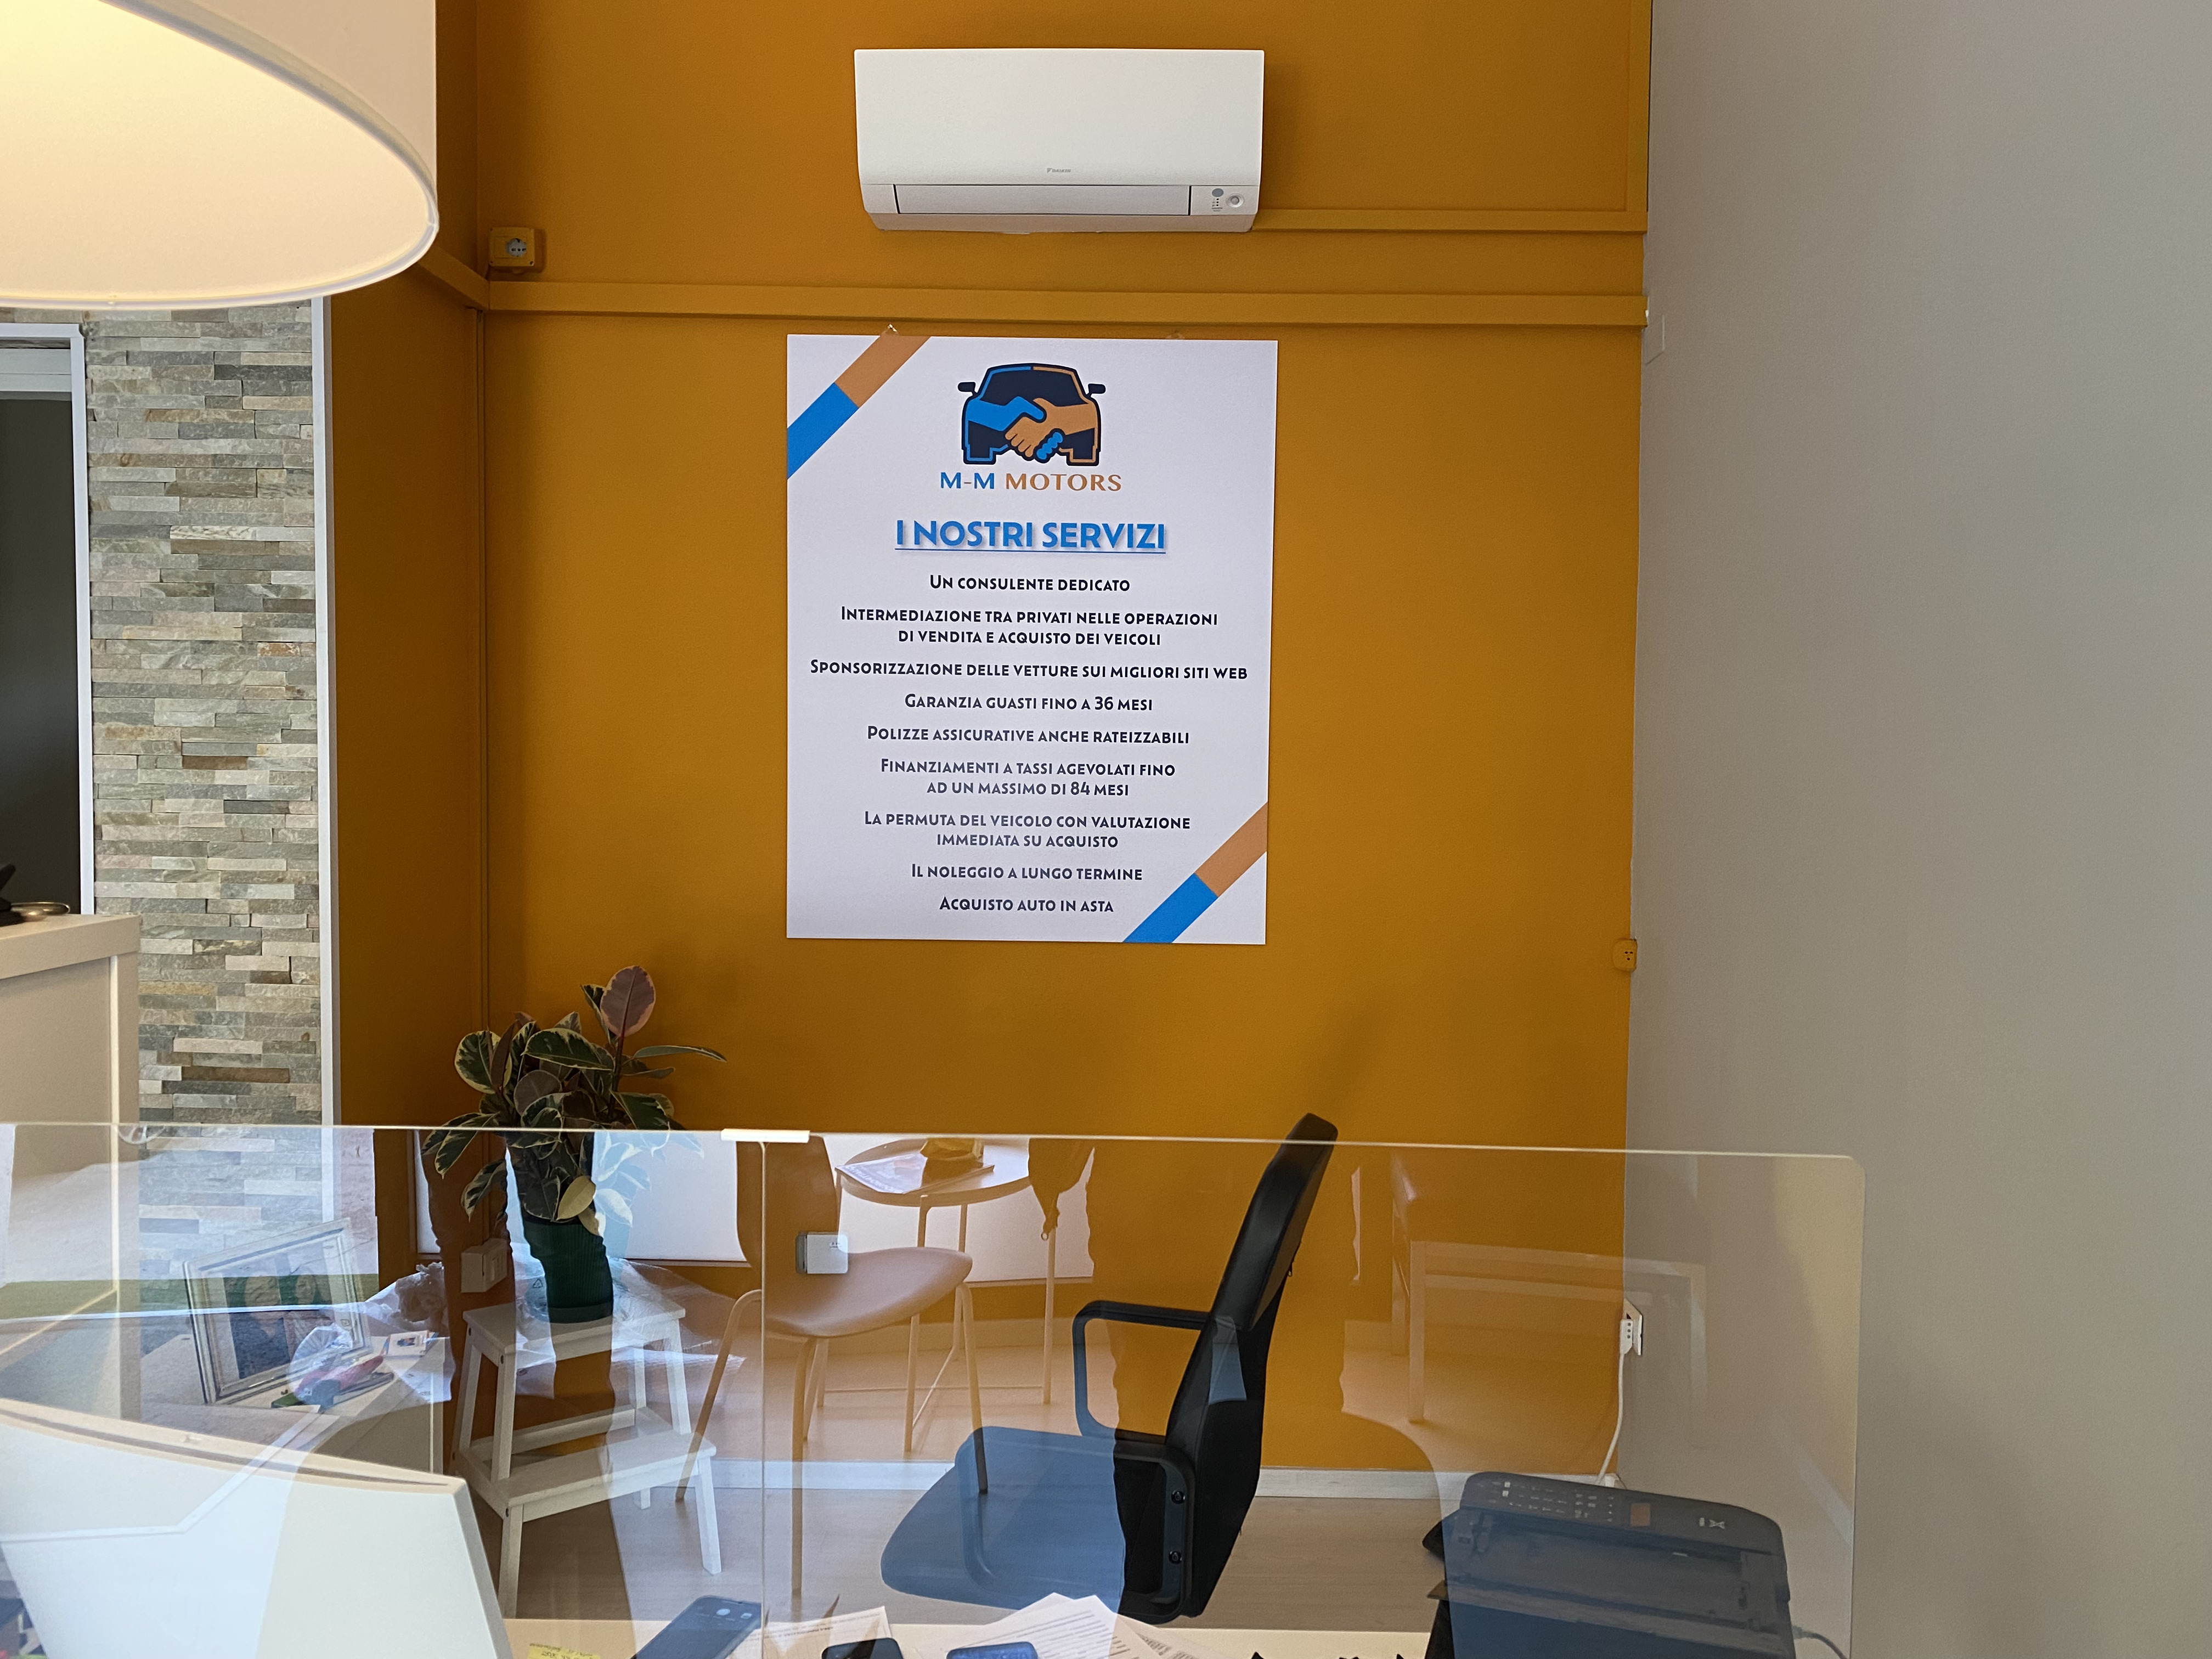 DAIKIN
M-M MOTORS
I NOSTRI SERVIZI
UN CONSULENTE DEDICATO
INTERMEDIAZIONE TRA PRIVATI NELLE OPERAZIONI
DI VENDITA E ACQUISTO DEI VEICOLI
SPONSORIZZAZIONE DELLE VETTURE SUI MIGLIORI SITI WEB
GARANZIA GUASTI FINO A 36 MESI
POLIZZE ASSICURATIVE ANCHE RATEIZZABILI
FINANZIAMENTI A TASSI AGEVOLATI FINO
AD UN MASSIMO DI 84 MESI
LA PERMUTA DEL VEICOLO CON VALUTAZIONE
IMMEDIATA SU ACQUISTO
IL NOLEGGIO A LUNGO TERMINE
ACQUISTO AUTO IN ASTA